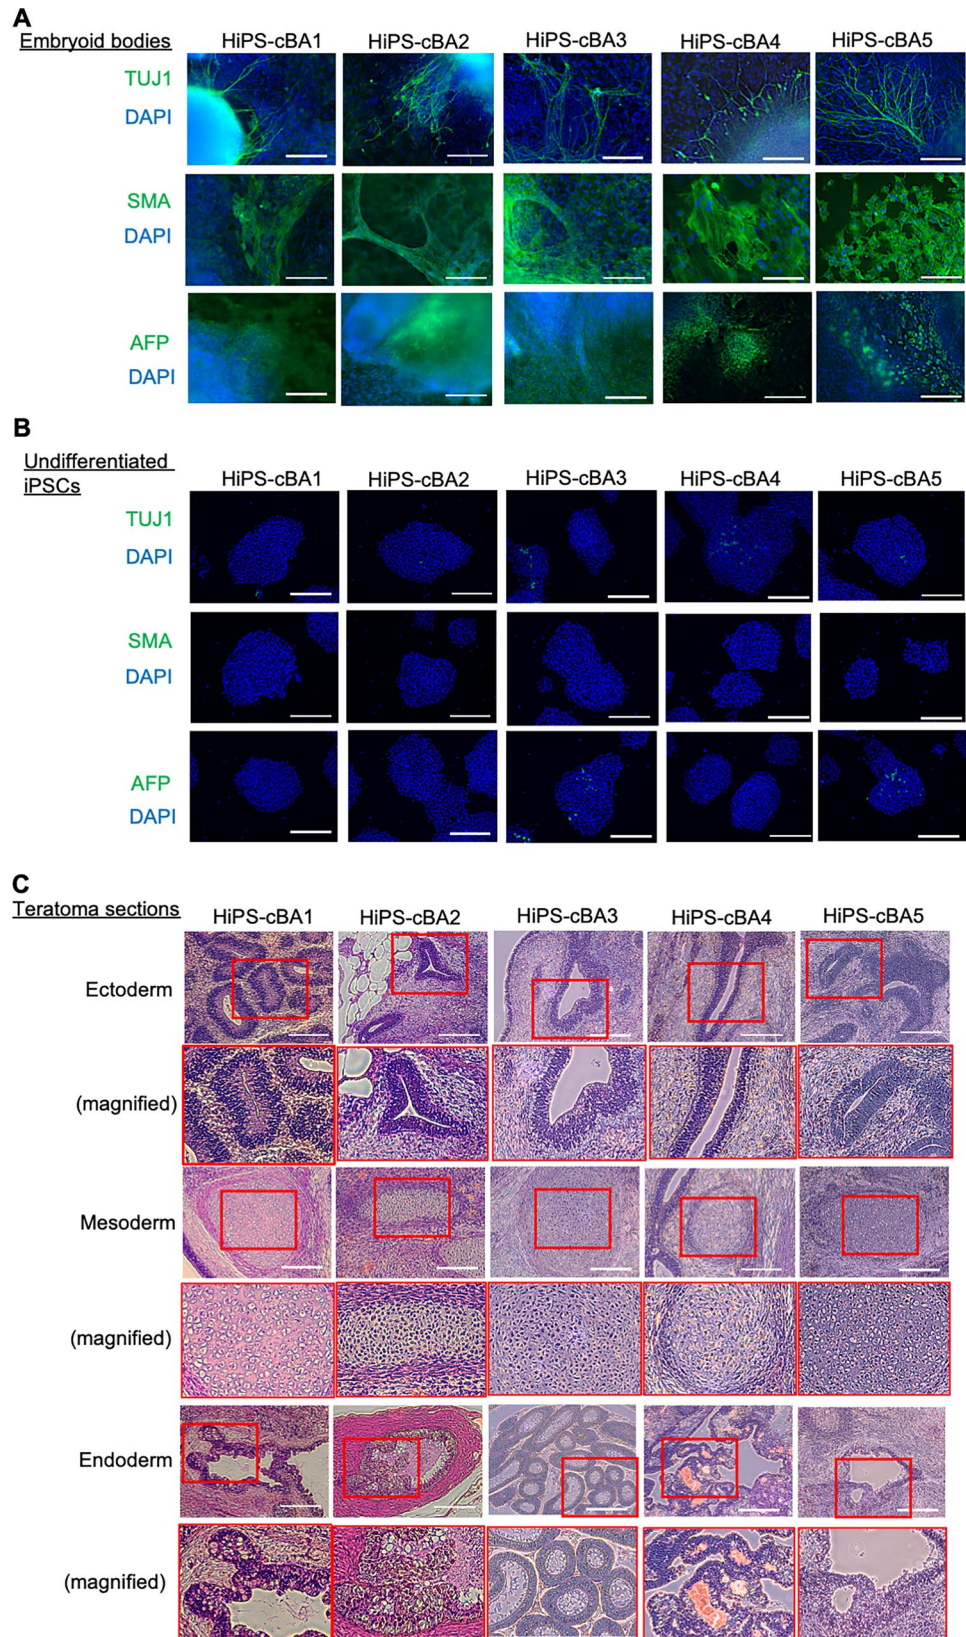 A
Embryoid bodies
HiPS-cBA1 HiPS-cBA2 HiPS-cBA3 HiPS-cBA4 HiPS-cBA5
TUJ1
DAPI
SMA
DAPI
AFP
DAPI
B
Undifferentiated
iPSCs
HiPS-cBA1 HiPS-cBA2 HiPS-cBA3 HiPS-cBA4 HiPS-cBA5
TUJ1
DAPI
SMA
DAPI
AFP
DAPI
C
Teratoma sections
HiPS-cBA1 HiPS-cBA2 HiPS-cBA3 HiPS-cBA4 HiPS-cBA5
Ectoderm
(magnified)
Mesoderm
(magnified)
Endoderm
(magnified)